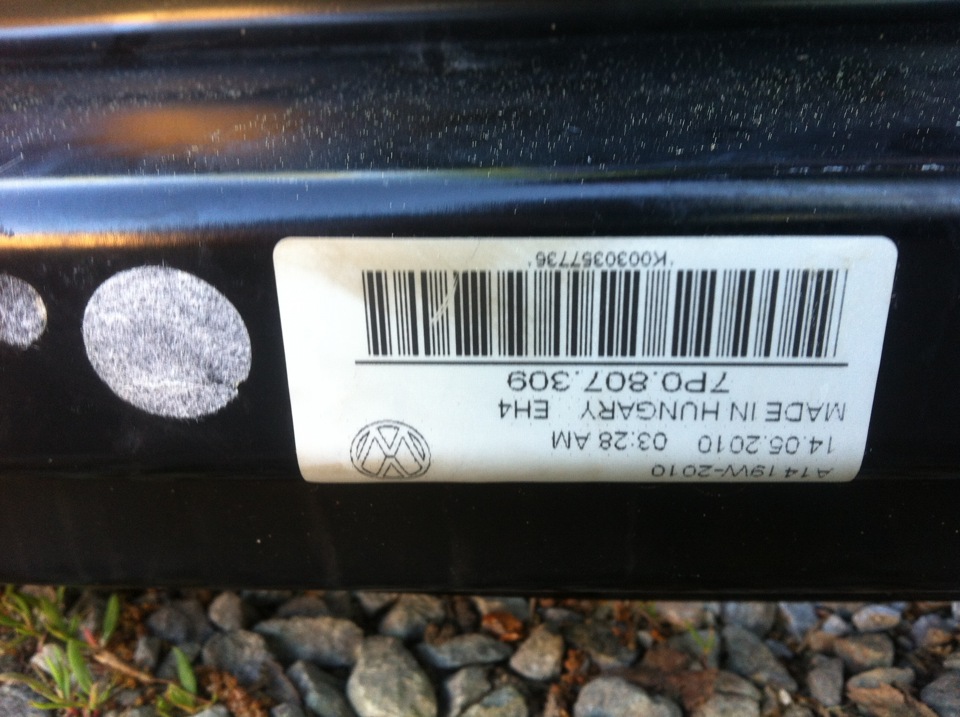 A14 19W-2010
14.05.2010 03:28 AM
MADE IN HUNGARY EH4
7P0.807.309
*K0030357736*